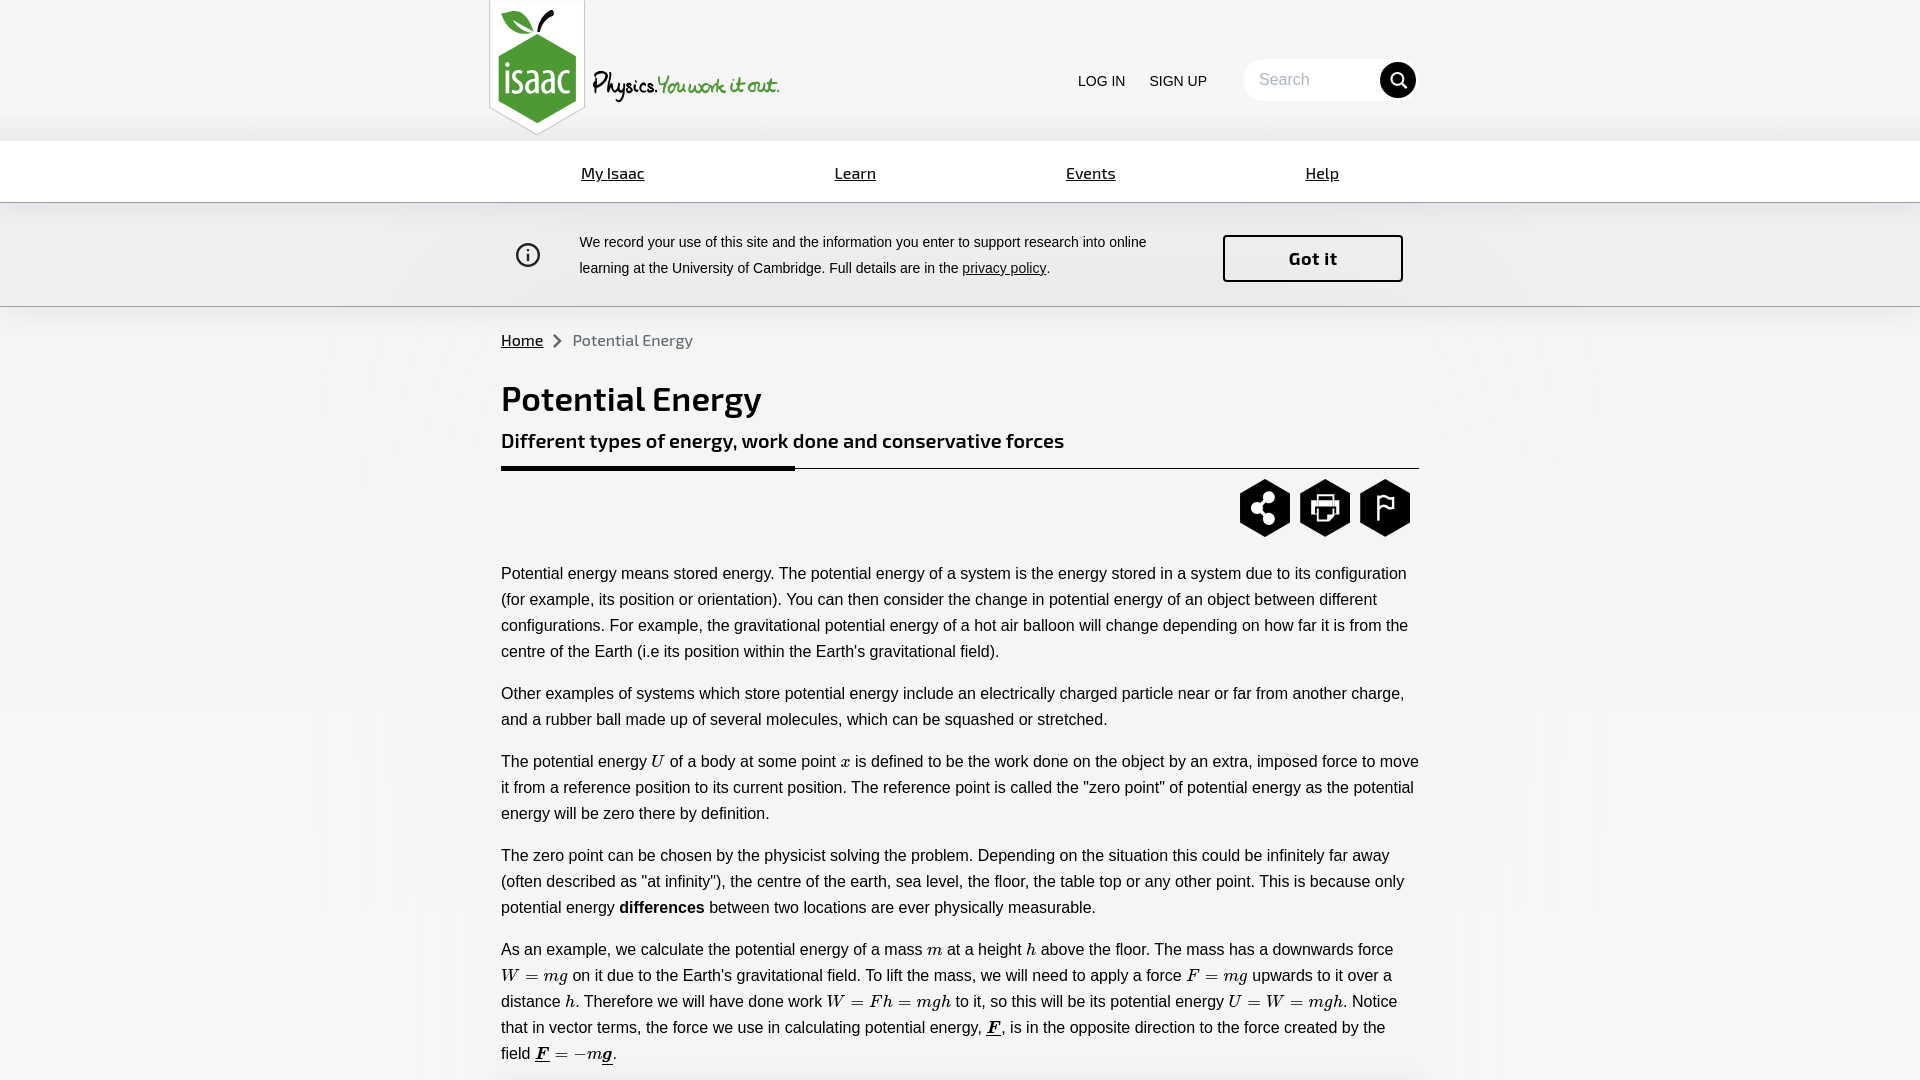 isaac
Physics. You work it out.
LOG IN SIGN UP Search
My Isaac Learn Events Help
We record your use of this site and the information you enter to support research into online
learning at the University of Cambridge. Full details are in the privacy policy.
Got it
Home Potential Energy
Potential Energy
Different types of energy, work done and conservative forces
Potential energy means stored energy. The potential energy of a system is the energy stored in a system due to its configuration
(for example, its position or orientation). You can then consider the change in potential energy of an object between different
configurations. For example, the gravitational potential energy of a hot air balloon will change depending on how far it is from the
centre of the Earth (i.e its position within the Earth's gravitational field).
Other examples of systems which store potential energy include an electrically charged particle near or far from another charge,
and a rubber ball made up of several molecules, which can be squashed or stretched.
The potential energy U of a body at some point x is defined to be the work done on the object by an extra, imposed force to move
it from a reference position to its current position. The reference point is called the "zero point" of potential energy as the potential
energy will be zero there by definition.
The zero point can be chosen by the physicist solving the problem. Depending on the situation this could be infinitely far away
(often described as "at infinity"), the centre of the earth, sea level, the floor, the table top or any other point. This is because only
potential energy differences between two locations are ever physically measurable.
As an example, we calculate the potential energy of a mass m at a height h above the floor. The mass has a downwards force
W = mg on it due to the Earth's gravitational field. To lift the mass, we will need to apply a force F = mg upwards to it over a
distance h. Therefore we will have done work W = Fh = mgh to it, so this will be its potential energy U = W = mgh. Notice
that in vector terms, the force we use in calculating potential energy, F, is in the opposite direction to the force created by the
field F = −mg.